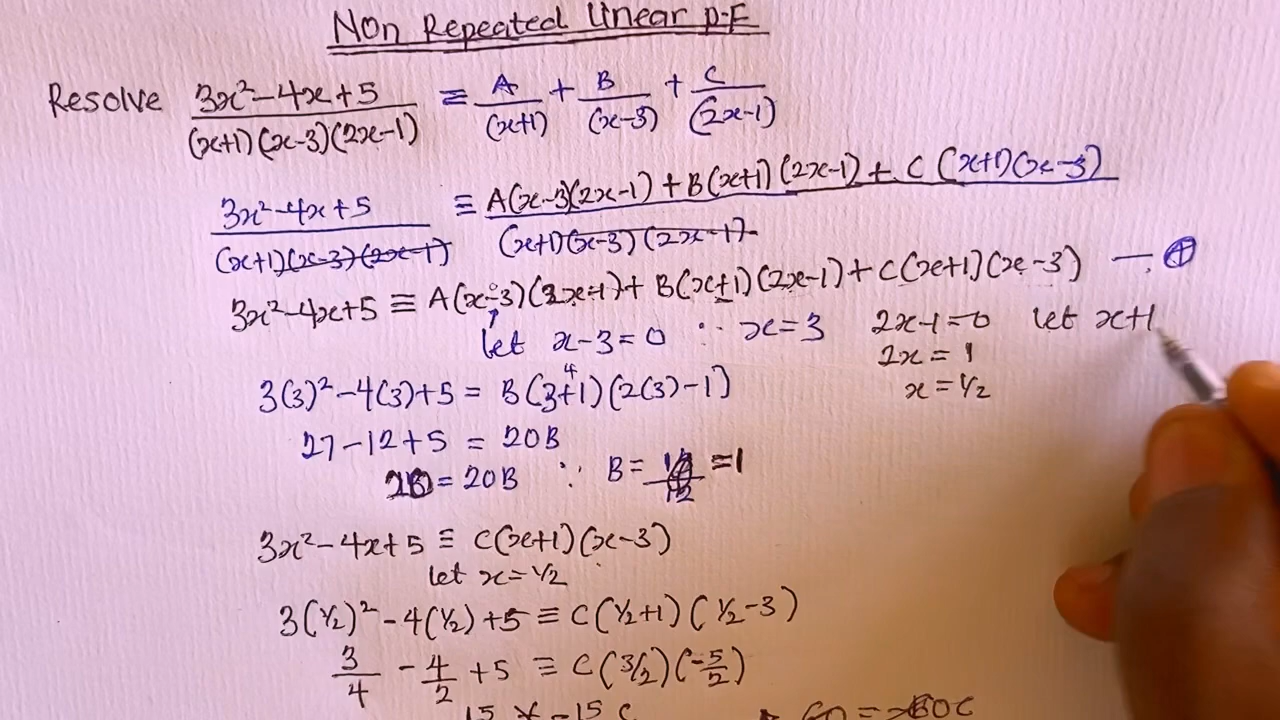 Non Repeated Linear P.F
Resolve (3x²-4x+5)/((x+1)(x-3)(2x-1)) ≡ A/(x+1) + B/(x-3) + C/(2x-1)
(3x²-4x+5)/((x+1)(x-3)(2x-1)) ≡ (A(x-3)(2x-1) + B(x+1)(2x-1) + C(x+1)(x-3))/((x+1)(x-3)(2x-1))
3x²-4x+5 ≡ A(x-3)(2x-1) + B(x+1)(2x-1) + C(x+1)(x-3) —
let x-3=0 ∵ x=3 2x-1=0 let x+1
2x=1
x=1/2
3(3)²-4(3)+5 = B(3+1)(2(3)-1) 4
27-12+5 = 20B
20 = 20B ∵ B= =1
3x²-4x+5 ≡ C(x+1)(x-3)
let x=1/2
3(1/2)²-4(1/2)+5 ≡ C(1/2+1)(1/2-3)
3/4 - 4/2 + 5 ≡ C(3/2)(-5/2)